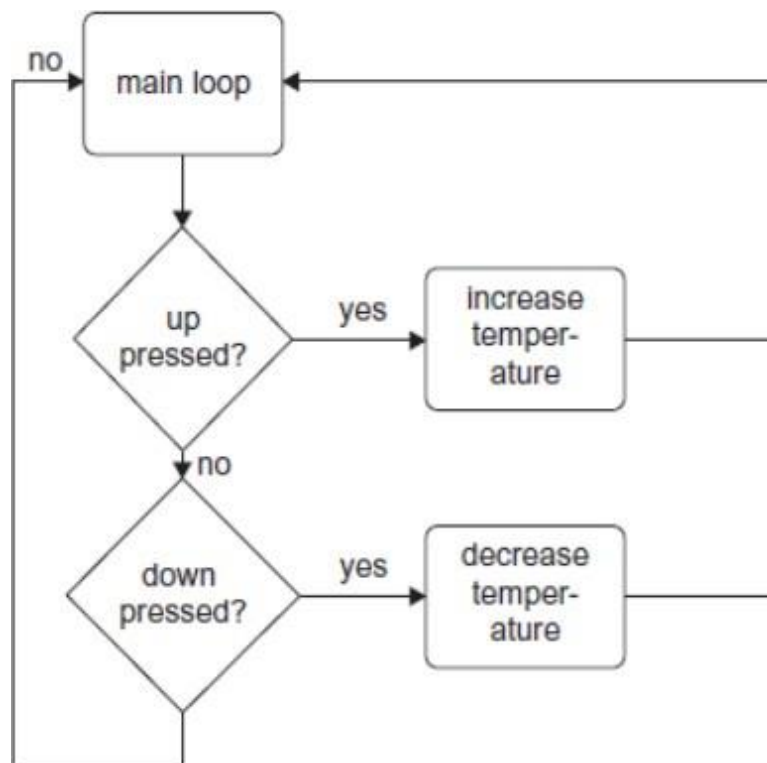 no
main loop
up
pressed?
yes
increase
temper-
ature
no
down
pressed?
yes
decrease
temper-
ature